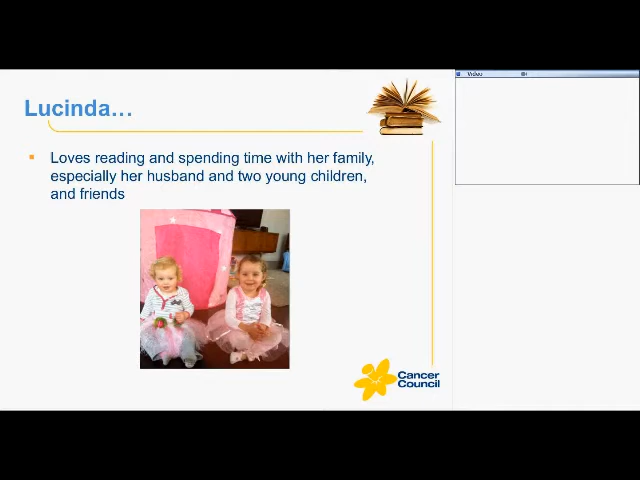 Lucinda…
Loves reading and spending time with her family,
especially her husband and two young children,
and friends
Cancer
Council
Video